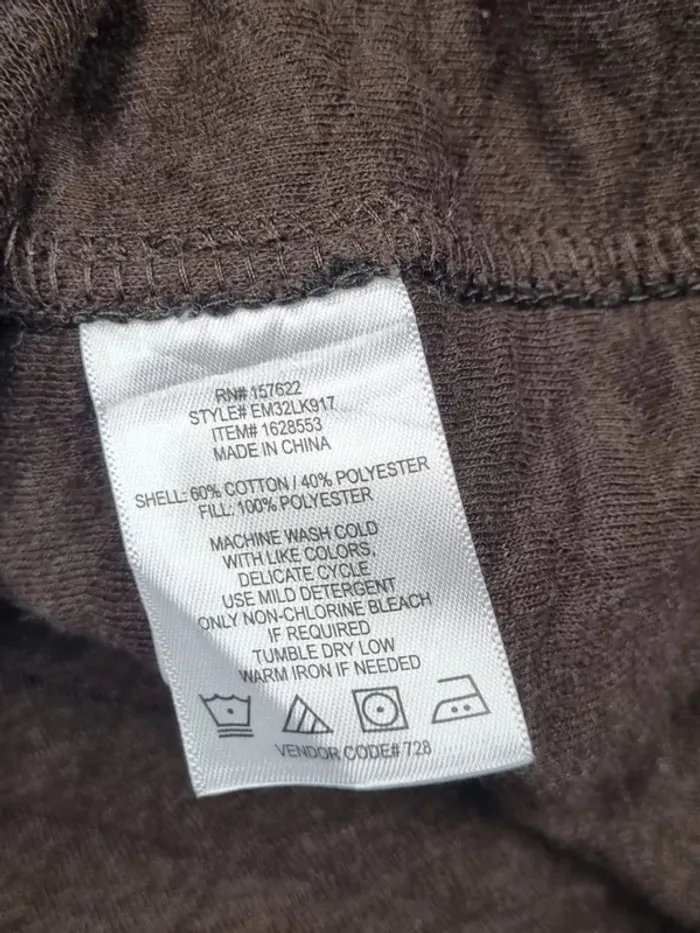 RN# 157622
STYLE# EM32LK917
ITEM# 1628553
MADE IN CHINA
SHELL: 60% COTTON / 40% POLYESTER
FILL: 100% POLYESTER
MACHINE WASH COLD
WITH LIKE COLORS,
DELICATE CYCLE
USE MILD DETERGENT
ONLY NON-CHLORINE BLEACH
IF REQUIRED
TUMBLE DRY LOW
WARM IRON IF NEEDED
VENDOR CODE# 728